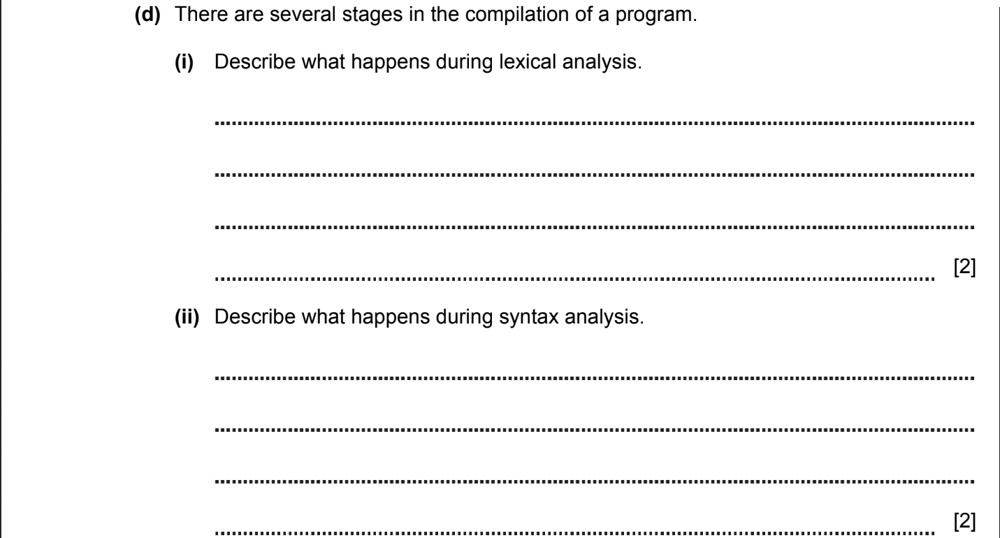 (d) There are several stages in the compilation of a program.
(i) Describe what happens during lexical analysis.
[2]
(ii) Describe what happens during syntax analysis.
[2]